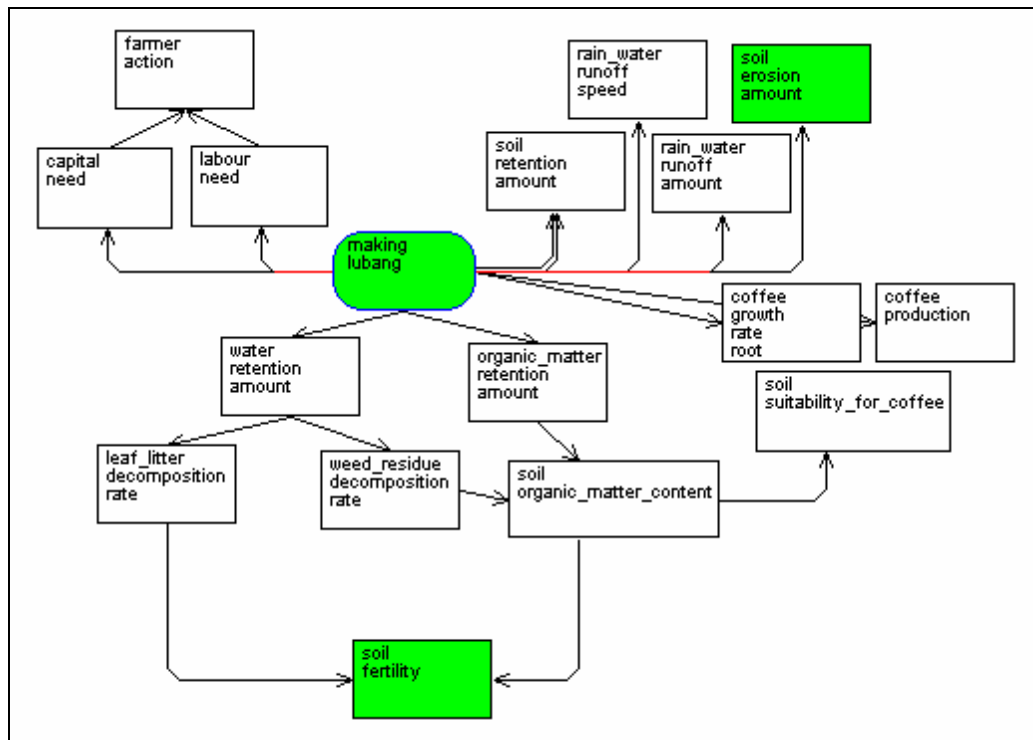 farmer
action
rain_water
runoff
speed
soil
erosion
amount
capital
need
labour
need
soil
retention
amount
rain_water
runoff
amount
making
lubang
coffee
growth
rate
root
coffee
production
water
retention
amount
organic_matter
retention
amount
soil
suitability_for_coffee
leaf_litter
decomposition
rate
weed_residue
decomposition
rate
soil
organic_matter_content
soil
fertility